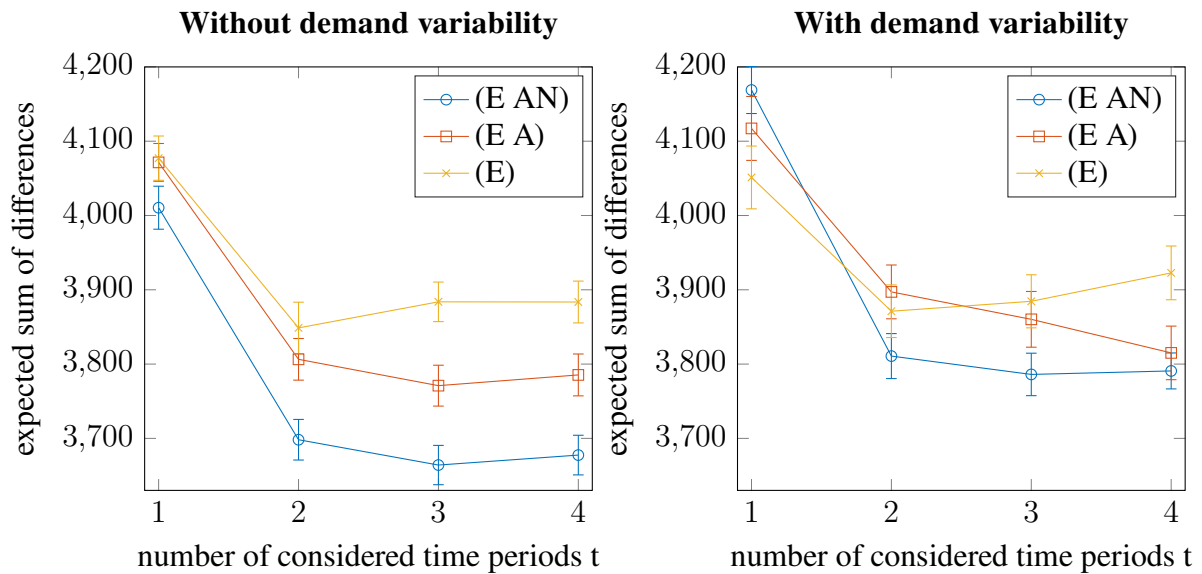 Without demand variability
4,200
4,100
4,000
3,900
3,800
3,700
1
2
3
4
expected sum of differences
number of considered time periods t
(E AN)
(E A)
(E)
With demand variability
4,200
4,100
4,000
3,900
3,800
3,700
1
2
3
4
expected sum of differences
number of considered time periods t
(E AN)
(E A)
(E)